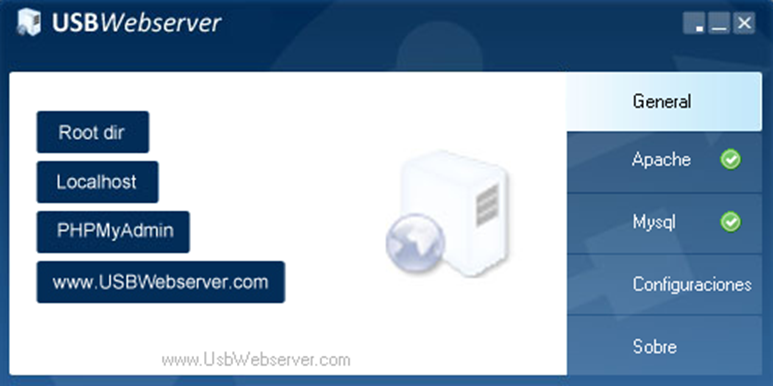 USBWebserver
Root dir
Localhost
PHPMyAdmin
www.USBWebserver.com
www.UsbWebserver.com
General
Apache
Mysql
Configuraciones
Sobre